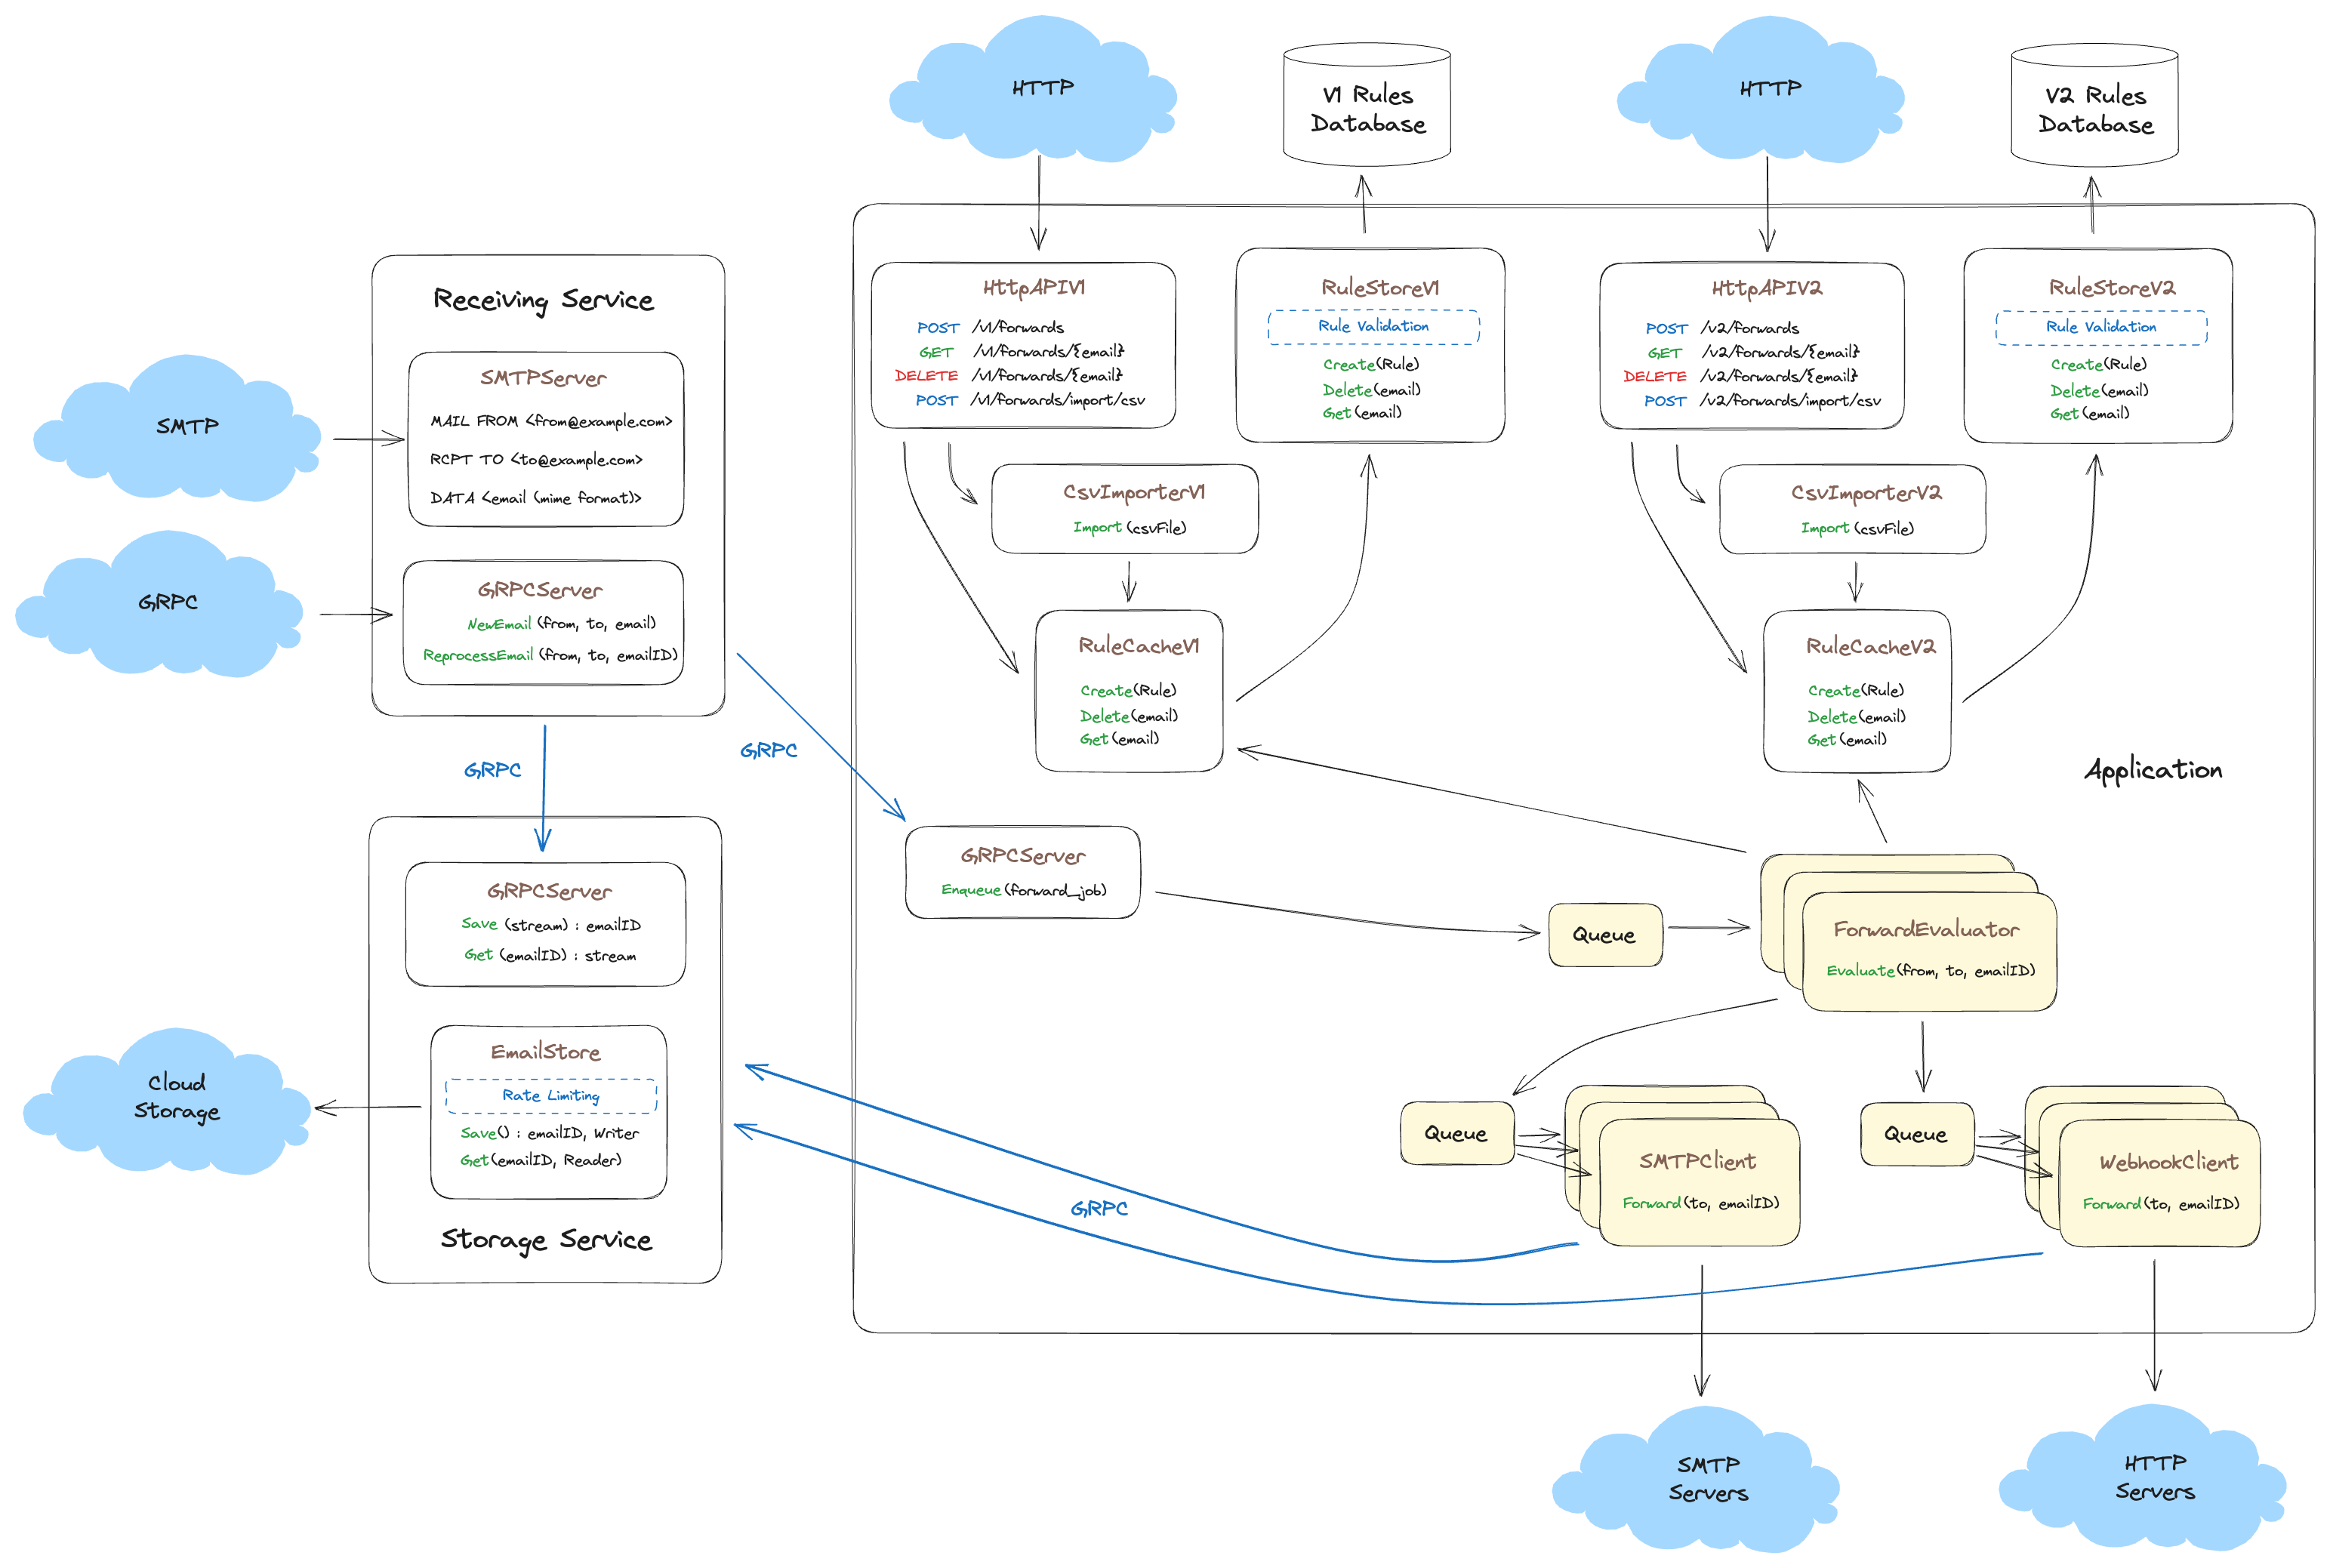 HTTP
V1 Rules
Database
HTTP
V2 Rules
Database
Receiving Service
SMTPServer
MAIL FROM <from@example.com>
RCPT TO <to@example.com>
DATA <email (mime format)>
GRPCServer
NewEmail (from, to, email)
ReprocessEmail (from, to, emailID)
SMTP
GRPC
GRPC
GRPC
GRPCServer
Save (stream) : emailID
Get (emailID) : stream
EmailStore
Rate Limiting
Save() : emailID, Writer
Get(emailID, Reader)
Storage Service
Cloud
Storage
HttpAPIV1
POST /v1/forwards
GET /v1/forwards/{email}
DELETE /v1/forwards/{email}
POST /v1/forwards/import/csv
RuleStoreV1
Rule Validation
Create(Rule)
Delete(email)
Get(email)
CsvImporterV1
Import(csvFile)
RuleCacheV1
Create(Rule)
Delete(email)
Get(email)
HttpAPIV2
POST /v2/forwards
GET /v2/forwards/{email}
DELETE /v2/forwards/{email}
POST /v2/forwards/import/csv
RuleStoreV2
Rule Validation
Create(Rule)
Delete(email)
Get(email)
CsvImporterV2
Import(csvFile)
RuleCacheV2
Create(Rule)
Delete(email)
Get(email)
Application
GRPCServer
Enqueue(forward_job)
Queue
ForwardEvaluator
Evaluate(from, to, emailID)
Queue
SMTPClient
Forward(to, emailID)
Queue
WebhookClient
Forward(to, emailID)
GRPC
SMTP
Servers
HTTP
Servers